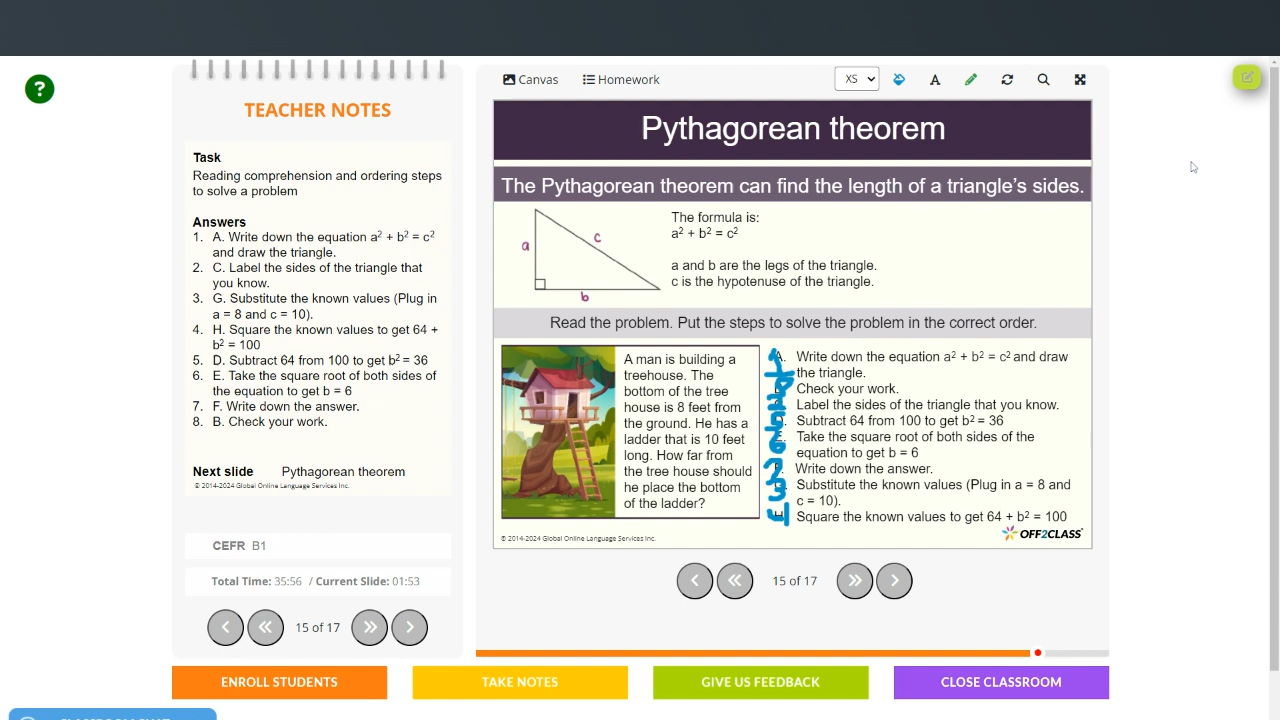 ?
TEACHER NOTES
Task
Reading comprehension and ordering steps
to solve a problem
Answers
1. A. Write down the equation a² + b² = c²
and draw the triangle.
2. C. Label the sides of the triangle that
you know.
3. G. Substitute the known values (Plug in
a = 8 and c = 10).
4. H. Square the known values to get 64 +
b² = 100
5. D. Subtract 64 from 100 to get b² = 36
6. E. Take the square root of both sides of
the equation to get b = 6
7. F. Write down the answer.
8. B. Check your work.
Next slide Pythagorean theorem
© 2014-2024 Global Online Language Services Inc.
CEFR B1
Total Time: 35:56 / Current Slide: 01:53
15 of 17
Canvas Homework XS A
Pythagorean theorem
The Pythagorean theorem can find the length of a triangle's sides.
a
c
b
The formula is:
a² + b² = c²
a and b are the legs of the triangle.
c is the hypotenuse of the triangle.
Read the problem. Put the steps to solve the problem in the correct order.
A man is building a
treehouse. The
bottom of the tree
house is 8 feet from
the ground. He has a
ladder that is 10 feet
long. How far from
the tree house should
he place the bottom
of the ladder?
Write down the equation a² + b² = c² and draw
the triangle.
Check your work.
Label the sides of the triangle that you know.
Subtract 64 from 100 to get b² = 36
Take the square root of both sides of the
equation to get b = 6
Write down the answer.
Substitute the known values (Plug in a = 8 and
c = 10).
Square the known values to get 64 + b² = 100
© 2014-2024 Global Online Language Services Inc.
OFF2CLASS
15 of 17
ENROLL STUDENTS TAKE NOTES GIVE US FEEDBACK CLOSE CLASSROOM